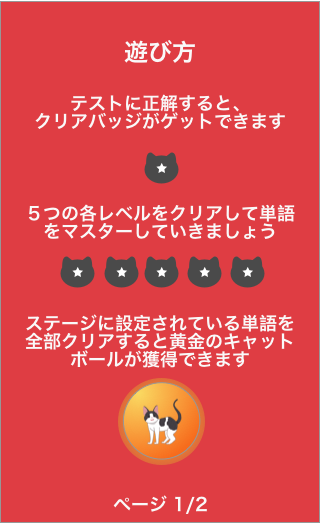 遊び方
テストに正解すると、
クリアバッジがゲットできます
５つの各レベルをクリアして単語
をマスターしていきましょう
ステージに設定されている単語を
全部クリアすると黄金のキャット
ボールが獲得できます
ページ 1/2